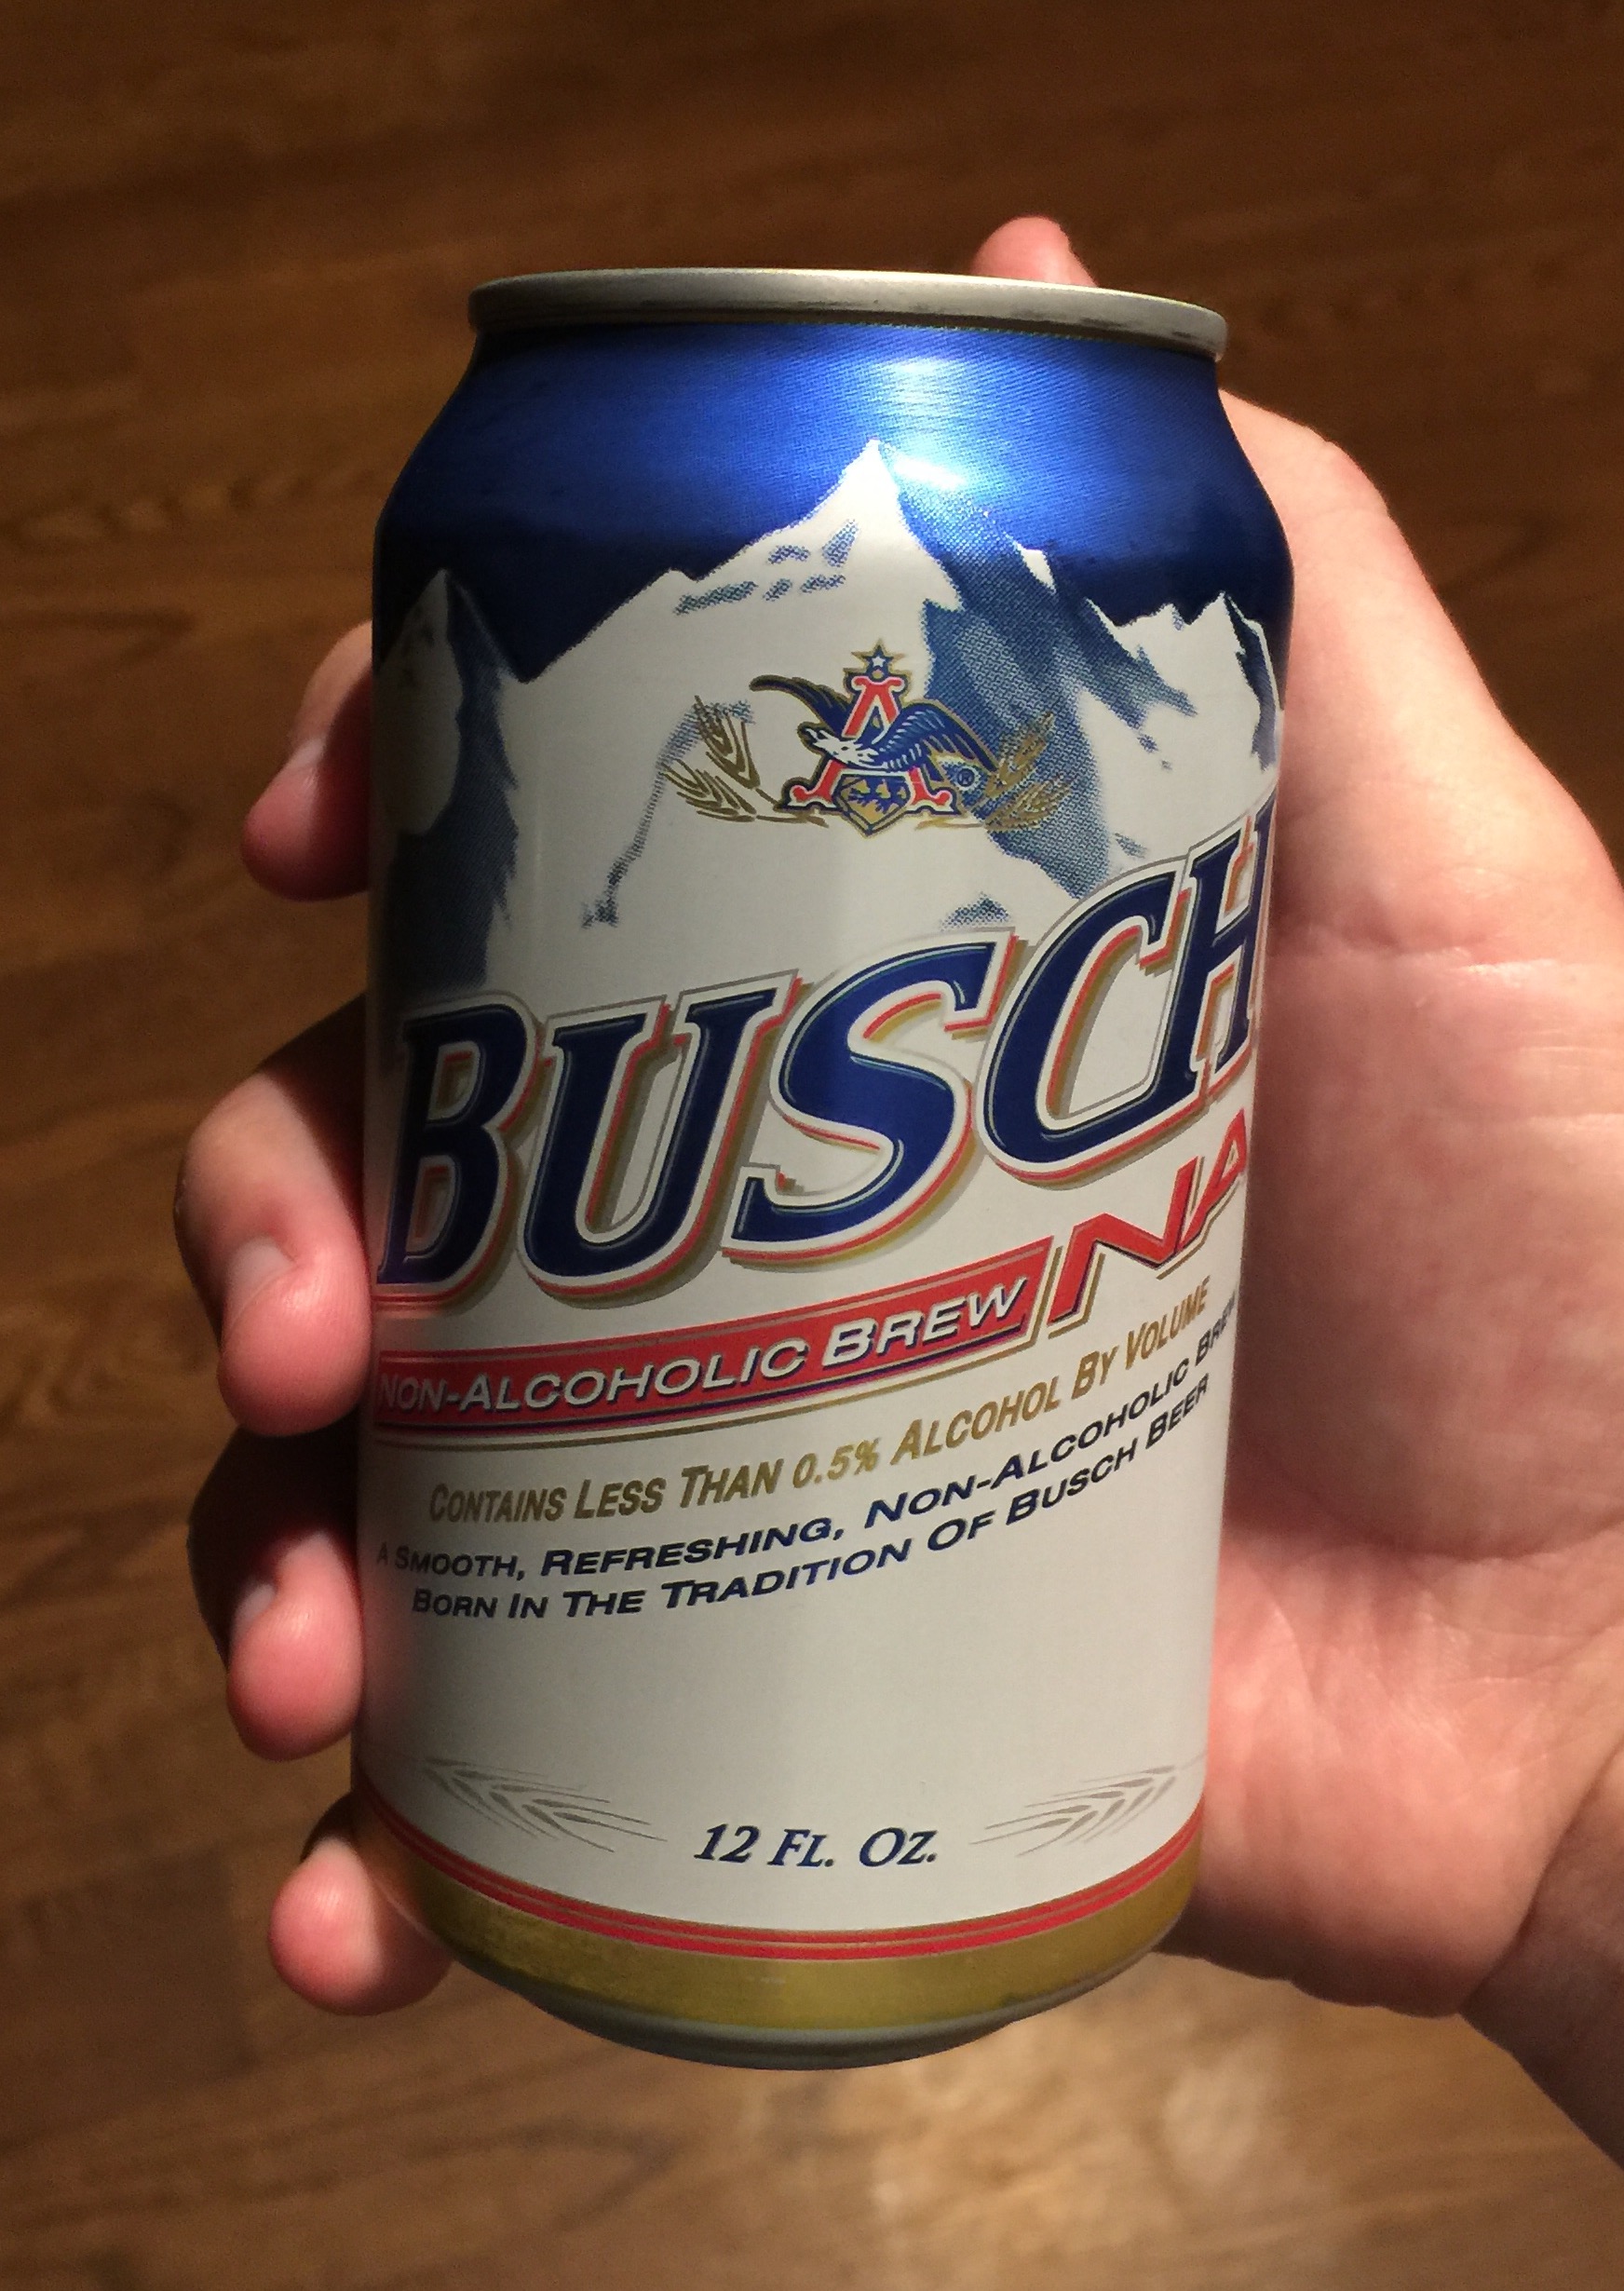 A
®
BUSCH
NA
NON-ALCOHOLIC BREW
CONTAINS LESS THAN 0.5% ALCOHOL BY VOLUME
A SMOOTH, REFRESHING, NON-ALCOHOLIC BREW
BORN IN THE TRADITION OF BUSCH BEER
12 FL. OZ.